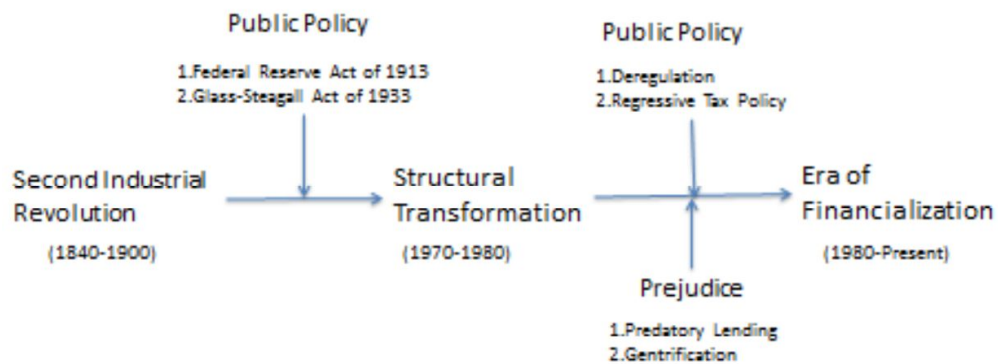 Public Policy
1.Federal Reserve Act of 1913
2.Glass-Steagall Act of 1933
Public Policy
1.Deregulation
2.Regressive Tax Policy
Second Industrial
Revolution
(1840-1900)
Structural
Transformation
(1970-1980)
Era of
Financialization
(1980-Present)
Prejudice
1.Predatory Lending
2.Gentrification